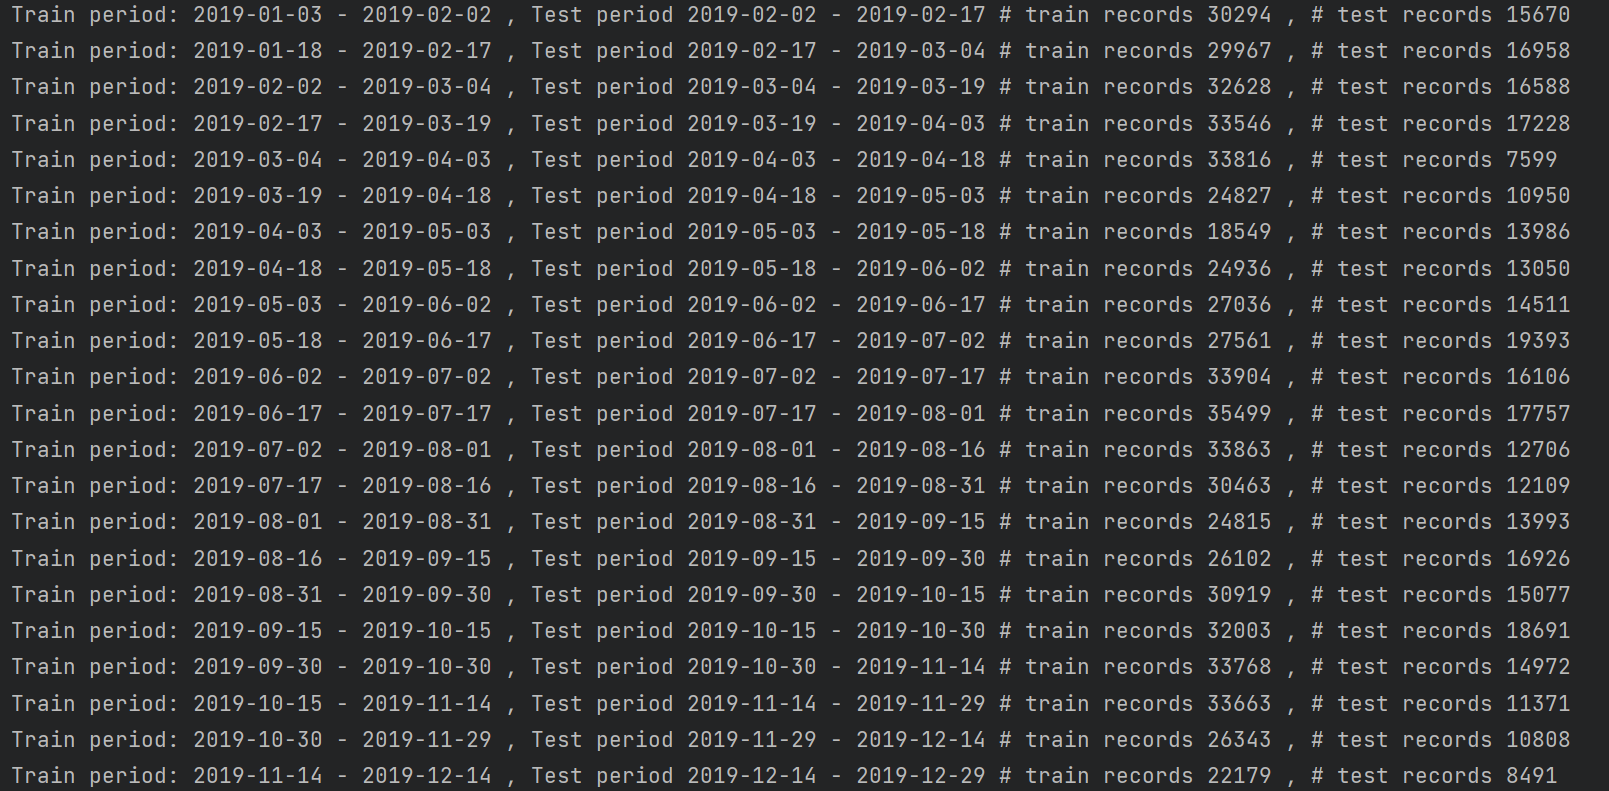 Train period: 2019-01-03 - 2019-02-02 , Test period 2019-02-02 - 2019-02-17 # train records 30294 , # test records 15670
Train period: 2019-01-18 - 2019-02-17 , Test period 2019-02-17 - 2019-03-04 # train records 29967 , # test records 16958
Train period: 2019-02-02 - 2019-03-04 , Test period 2019-03-04 - 2019-03-19 # train records 32628 , # test records 16588
Train period: 2019-02-17 - 2019-03-19 , Test period 2019-03-19 - 2019-04-03 # train records 33546 , # test records 17228
Train period: 2019-03-04 - 2019-04-03 , Test period 2019-04-03 - 2019-04-18 # train records 33816 , # test records 7599
Train period: 2019-03-19 - 2019-04-18 , Test period 2019-04-18 - 2019-05-03 # train records 24827 , # test records 10950
Train period: 2019-04-03 - 2019-05-03 , Test period 2019-05-03 - 2019-05-18 # train records 18549 , # test records 13986
Train period: 2019-04-18 - 2019-05-18 , Test period 2019-05-18 - 2019-06-02 # train records 24936 , # test records 13050
Train period: 2019-05-03 - 2019-06-02 , Test period 2019-06-02 - 2019-06-17 # train records 27036 , # test records 14511
Train period: 2019-05-18 - 2019-06-17 , Test period 2019-06-17 - 2019-07-02 # train records 27561 , # test records 19393
Train period: 2019-06-02 - 2019-07-02 , Test period 2019-07-02 - 2019-07-17 # train records 33904 , # test records 16106
Train period: 2019-06-17 - 2019-07-17 , Test period 2019-07-17 - 2019-08-01 # train records 35499 , # test records 17757
Train period: 2019-07-02 - 2019-08-01 , Test period 2019-08-01 - 2019-08-16 # train records 33863 , # test records 12706
Train period: 2019-07-17 - 2019-08-16 , Test period 2019-08-16 - 2019-08-31 # train records 30463 , # test records 12109
Train period: 2019-08-01 - 2019-08-31 , Test period 2019-08-31 - 2019-09-15 # train records 24815 , # test records 13993
Train period: 2019-08-16 - 2019-09-15 , Test period 2019-09-15 - 2019-09-30 # train records 26102 , # test records 16926
Train period: 2019-08-31 - 2019-09-30 , Test period 2019-09-30 - 2019-10-15 # train records 30919 , # test records 15077
Train period: 2019-09-15 - 2019-10-15 , Test period 2019-10-15 - 2019-10-30 # train records 32003 , # test records 18691
Train period: 2019-09-30 - 2019-10-30 , Test period 2019-10-30 - 2019-11-14 # train records 33768 , # test records 14972
Train period: 2019-10-15 - 2019-11-14 , Test period 2019-11-14 - 2019-11-29 # train records 33663 , # test records 11371
Train period: 2019-10-30 - 2019-11-29 , Test period 2019-11-29 - 2019-12-14 # train records 26343 , # test records 10808
Train period: 2019-11-14 - 2019-12-14 , Test period 2019-12-14 - 2019-12-29 # train records 22179 , # test records 8491